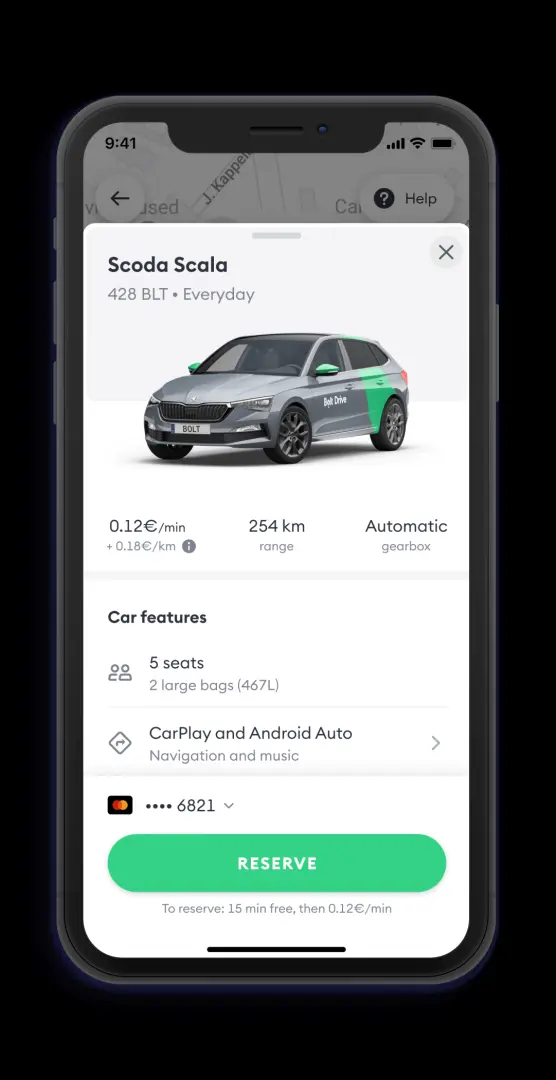 9:41
J. Kappel
Help
Scoda Scala
428 BLT • Everyday
Bolt Drive
BOLT
0.12€/min
+ 0.18€/km
254 km
range
Automatic
gearbox
Car features
5 seats
2 large bags (467L)
CarPlay and Android Auto
Navigation and music
•••• 6821
RESERVE
To reserve: 15 min free, then 0.12€/min